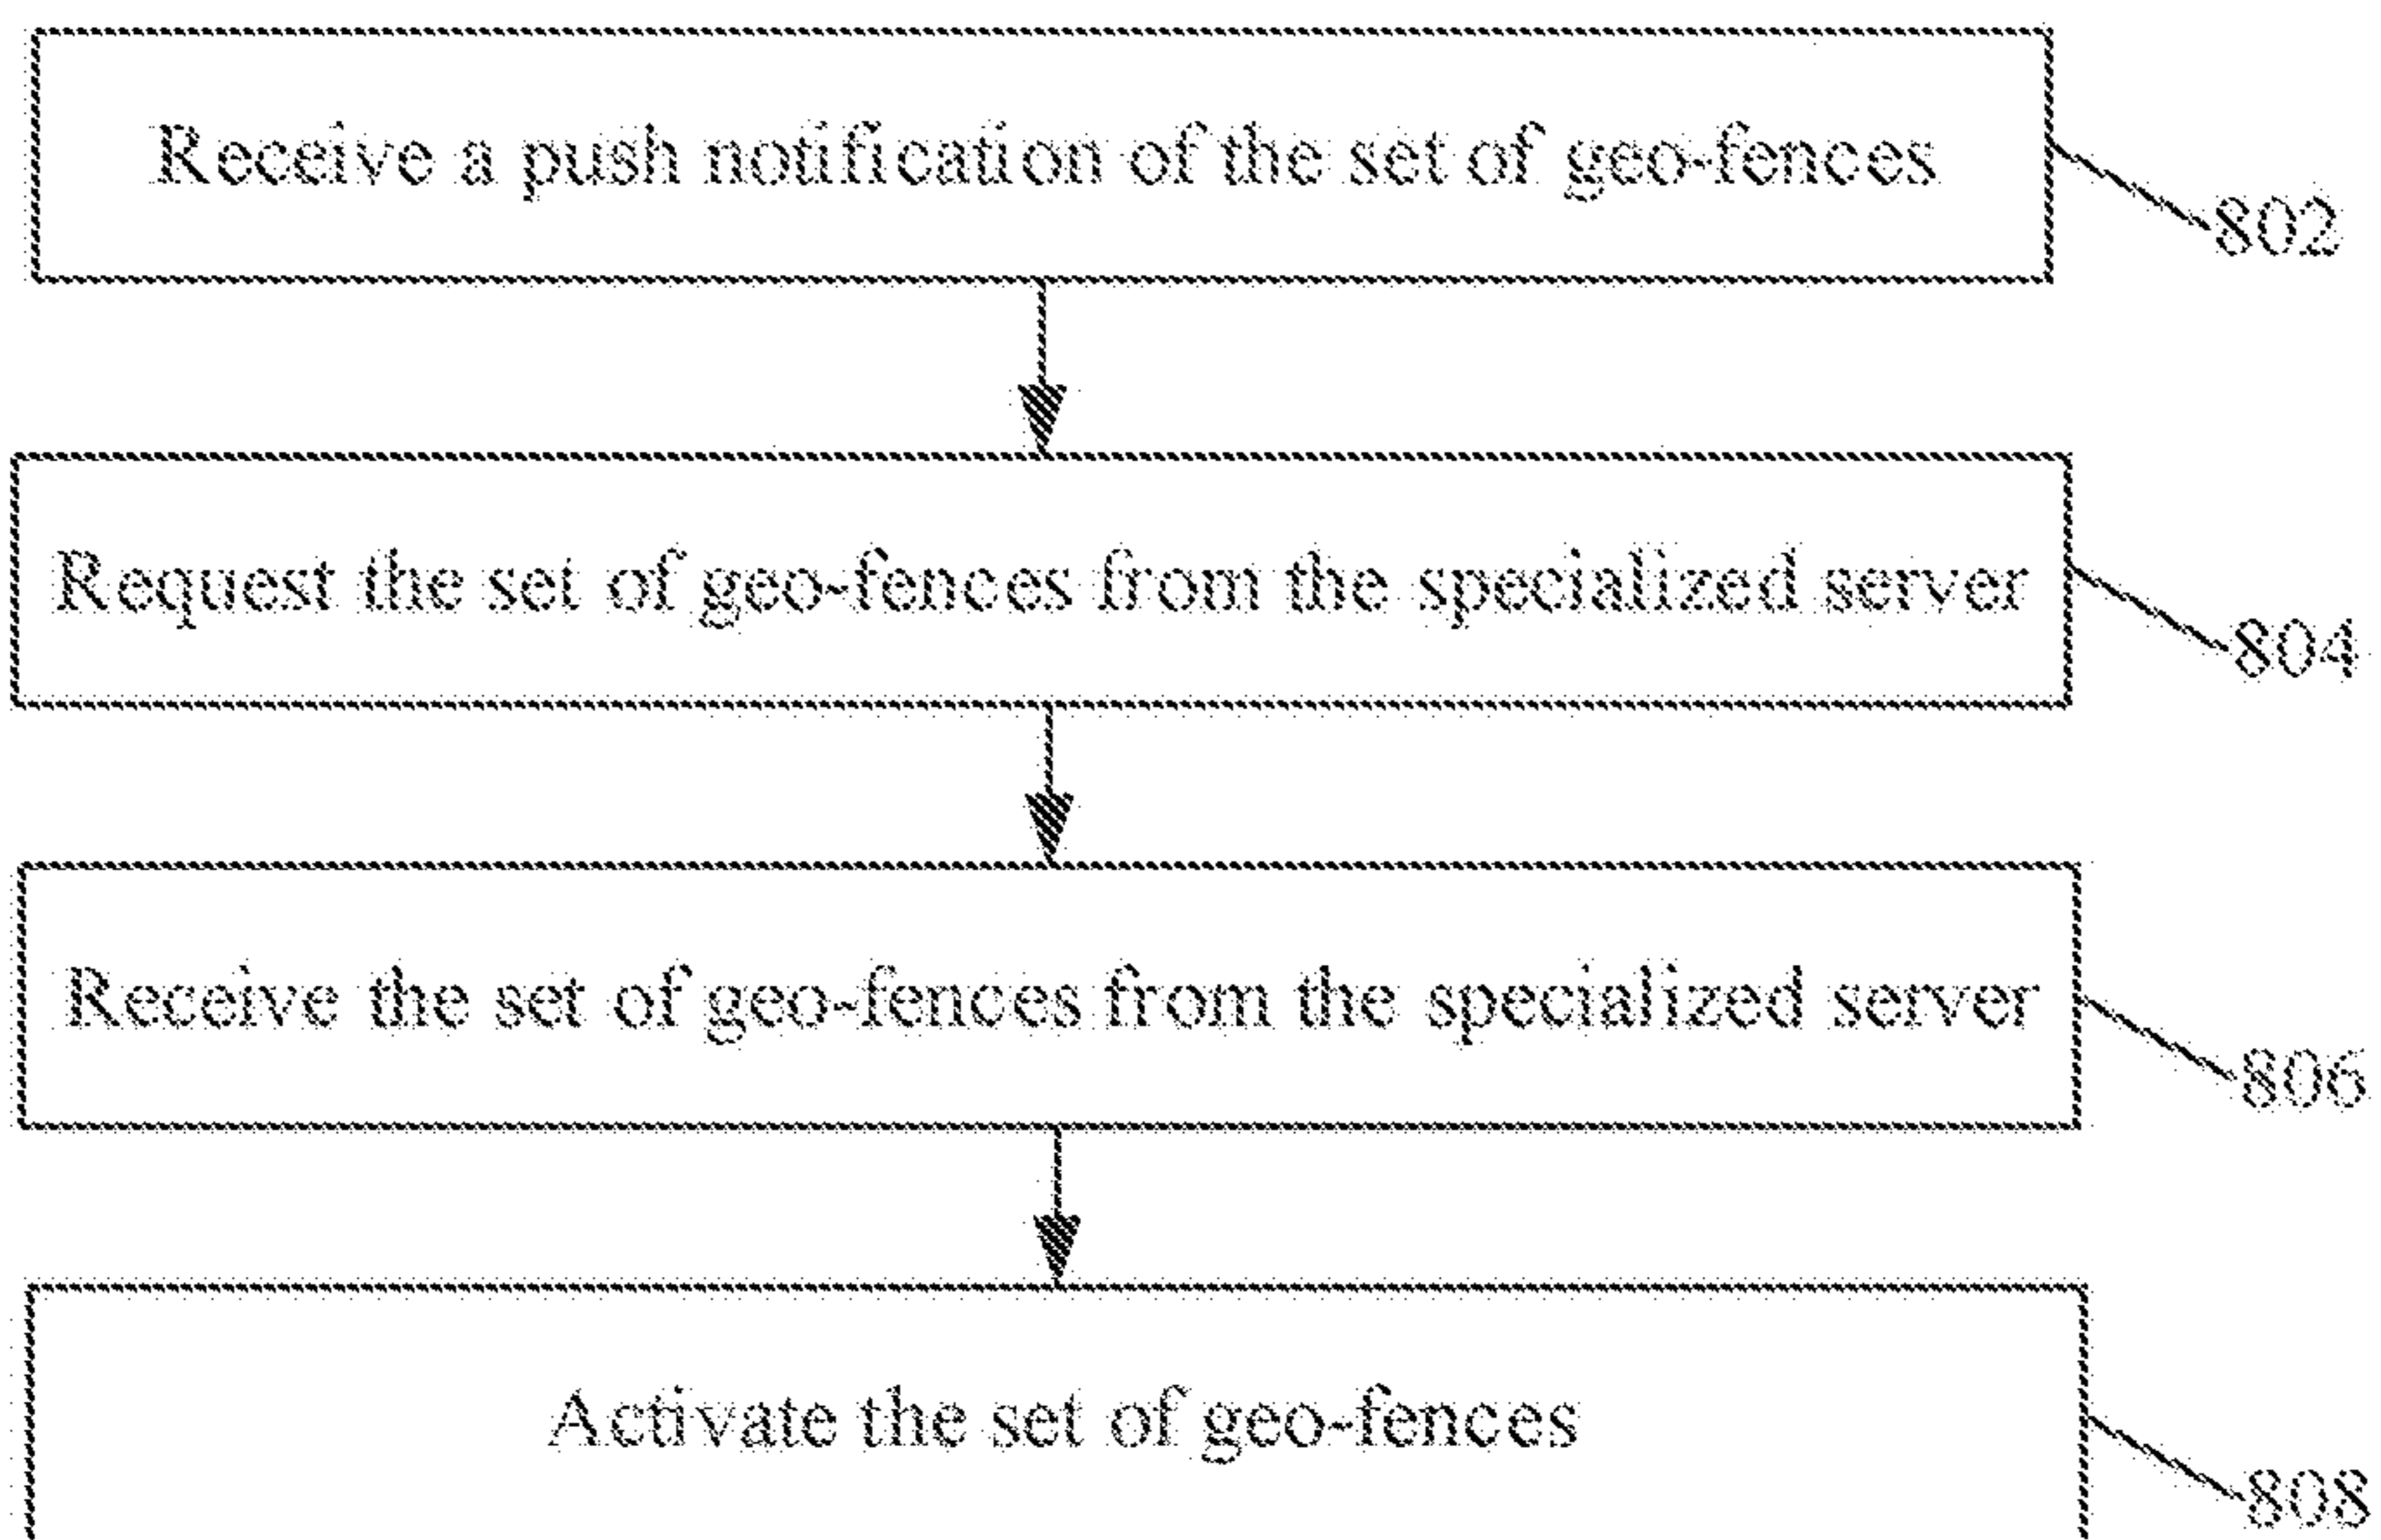 Receive a push notification of the set of geo-fences
802
Request the set of geo-fences from the specialized server
804
Receive the set of geo-fences from the specialized server
806
Activate the set of geo-fences
808